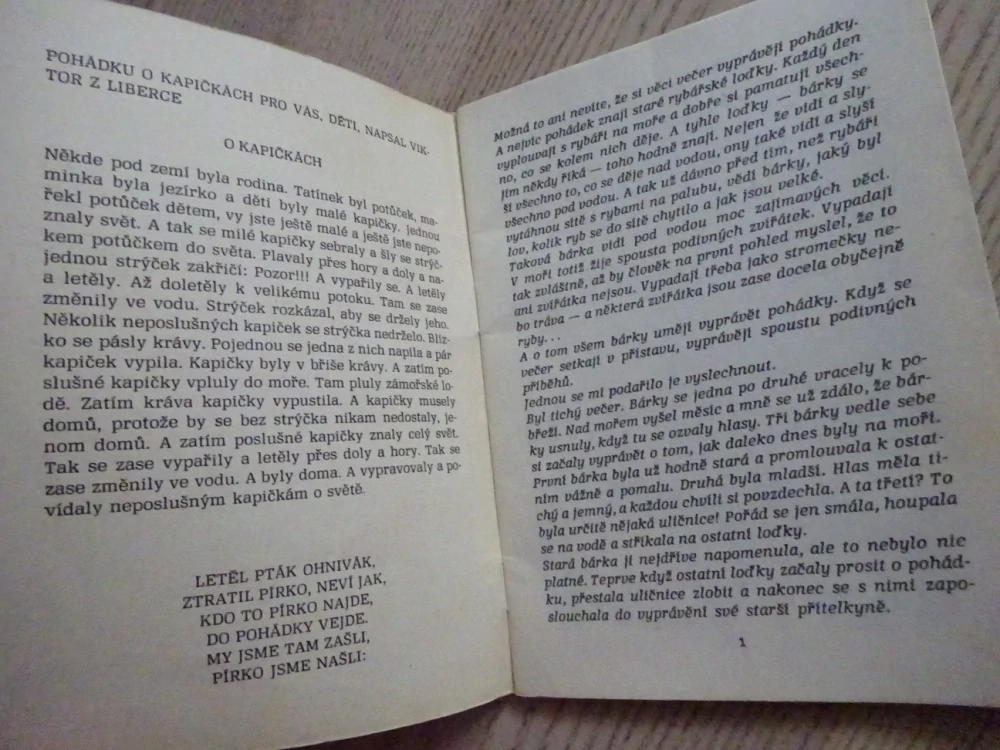 POHÁDKU O KAPIČKÁCH PRO VÁS, DĚTI, NAPSAL VIK-
TOR Z LIBERCE
O KAPIČKÁCH
Někde pod zemí byla rodina. Tatínek byl potůček, ma-
minka byla jezírko a děti byly malé kapičky. Jednou
řekl potůček dětem, vy jste ještě malé a ještě jste nepo-
znaly svět. A tak se milé kapičky sebraly a šly se strýč-
kem potůčkem do světa. Plavaly přes hory a doly a na-
jednou strýček zakřičí: Pozor!!! A vypařily se. A letěly
a letěly. Až doletěly k velikému potoku. Tam se zase
změnily ve vodu. Strýček rozkázal, aby se držely jeho.
Několik neposlušných kapiček se strýčka nedrželo. Blíz-
ko se pásly krávy. Pojednou se jedna z nich napila a pár
kapiček vypila. Kapičky byly v břiše krávy. A zatím po-
slušné kapičky vpluly do moře. Tam pluly zámořské lo-
dě. Zatím kráva kapičky vypustila. A kapičky musely
domů, protože by se bez strýčka nikam nedostaly, je-
nom domů. A zatím poslušné kapičky znaly celý svět.
Tak se zase vypařily a letěly přes doly a hory. Tak se
zase změnily ve vodu. A byly doma. A vypravovaly a po-
vídaly neposlušným kapičkám o světě.
LETĚL PTÁK OHNIVÁK,
ZTRATIL PÍRKO, NEVÍ JAK,
KDO TO PÍRKO NAJDE,
DO POHÁDKY VEJDE.
MY JSME TAM ZAŠLI,
PÍRKO JSME NAŠLI:
Možná to ani nevíte, že si věci večer vyprávějí pohádky.
A nejvíc pohádek znají staré rybářské loďky. Každý den
vyplouvají s rybáři na moře a dobře si pamatují všech-
no, co se kolem nich děje. A tyhle loďky — bárky se
jim někdy říká — toho hodně znají. Nejen že vidí a sly-
ší všechno to, co se děje nad vodou, ony také vidí a slyší
všechno pod vodou. A tak už dávno před tím, než rybáři
vytáhnou sítě s rybami na palubu, vědí bárky, jaký byl
lov, kolik ryb se do sítě chytilo a jak jsou velké.
Taková bárka vidí pod vodou moc zajímavých věcí.
V moři totiž žije spousta podivných zvířátek. Vypadají
tak zvláštně, až by člověk na první pohled myslel, že to
ani zvířátka nejsou. Vypadají třeba jako stromečky ne-
bo tráva — a některá zvířátka jsou zase docela obyčejné
ryby...
A o tom všem bárky umějí vyprávět pohádky. Když se
večer setkají v přístavu, vyprávějí spoustu podivných
příběhů.
Jednou se mi podařilo je vyslechnout.
Byl tichý večer. Bárky se jedna po druhé vracely k po-
břeží. Nad mořem vyšel měsíc a mně se už zdálo, že bár-
ky usnuly, když tu se ozvaly hlasy. Tři bárky vedle sebe
si začaly vyprávět o tom, jak daleko dnes byly na moři.
První bárka byla už hodně stará a promlouvala k ostat-
ním vážně a pomalu. Druhá byla mladší. Hlas měla ti-
chý a jemný, a každou chvíli si povzdechla. A ta třetí? To
byla určitě nějaká uličnice! Pořád se jen smála, houpala
se na vodě a stříkala na ostatní loďky.
Stará bárka ji nejdříve napomenula, ale to nebylo nic
platné. Teprve když ostatní loďky začaly prosit o pohád-
ku, přestala uličnice zlobit a nakonec se s nimi zapo-
slouchala do vyprávění své starší přítelkyně.
1